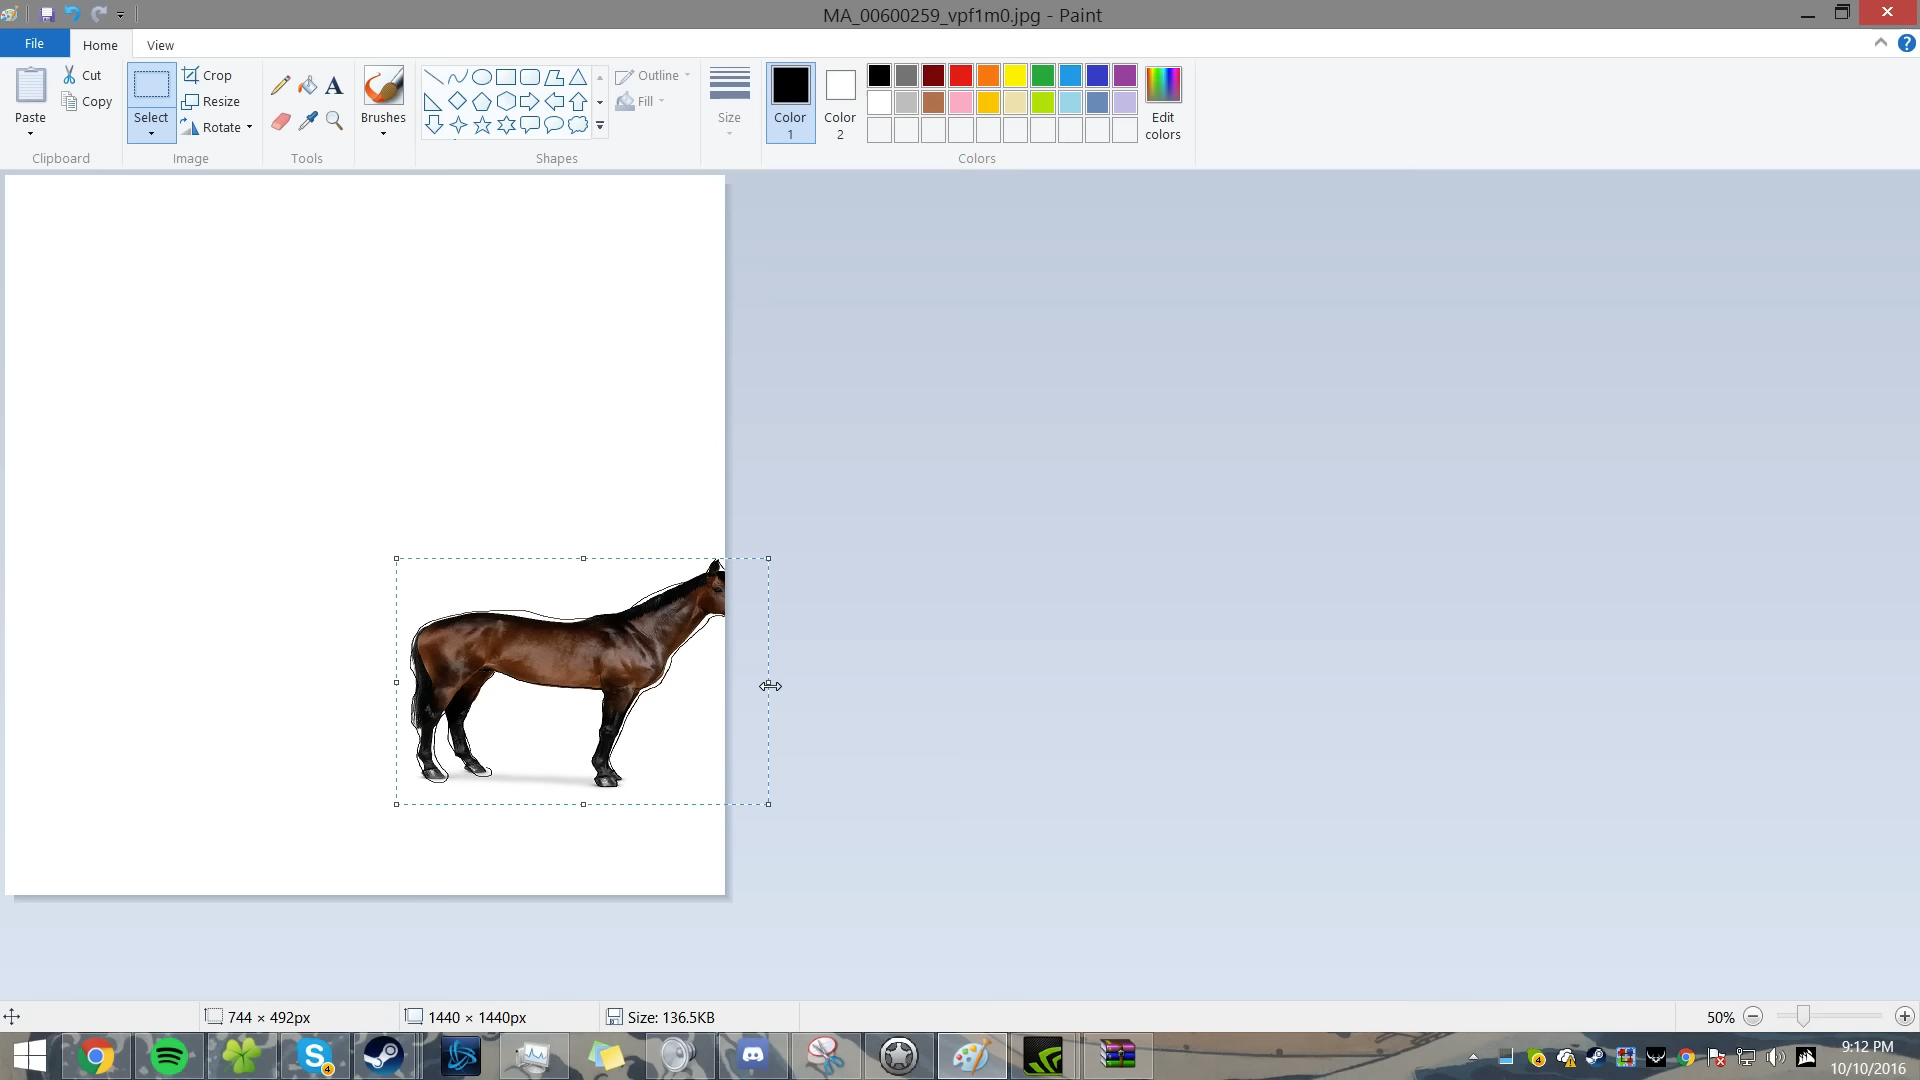 MA_00600259_vpf1m0.jpg - Paint
File
Home
View
Paste
Cut
Copy
Clipboard
Select
Crop
Resize
Rotate
Image
A
Tools
Brushes
Shapes
Outline
Fill
Size
Color
1
Color
2
Edit
colors
Colors
744 × 492px
1440 × 1440px
Size: 136.5KB
50%
4
9:12 PM
10/10/2016